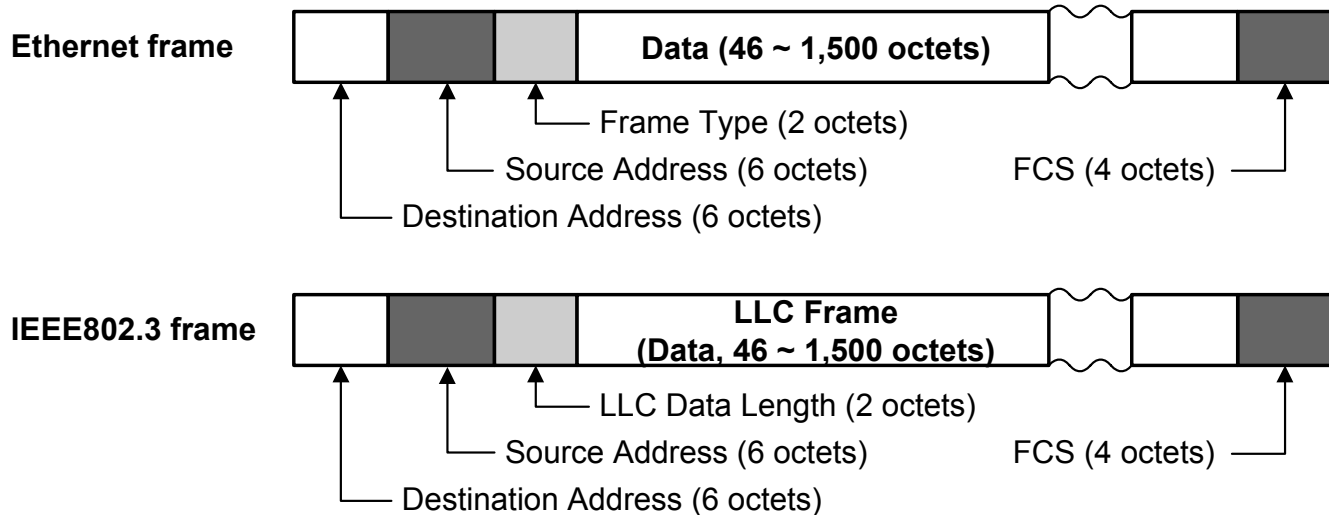 Ethernet frame
Data (46 ~ 1,500 octets)
Frame Type (2 octets)
Source Address (6 octets)
FCS (4 octets)
Destination Address (6 octets)
IEEE802.3 frame
LLC Frame
(Data, 46 ~ 1,500 octets)
LLC Data Length (2 octets)
Source Address (6 octets)
FCS (4 octets)
Destination Address (6 octets)